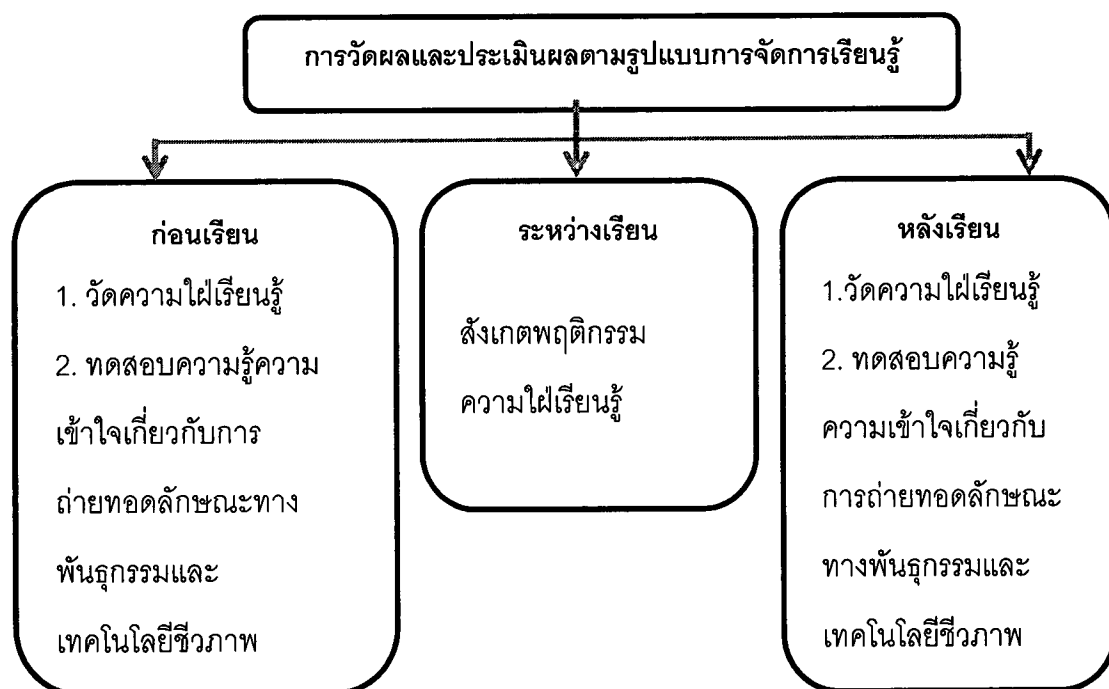 การวัดผลและประเมินผลตามรูปแบบการจัดการเรียนรู้
ก่อนเรียน
1. วัดความใฝ่เรียนรู้
2. ทดสอบความรู้ความ
เข้าใจเกี่ยวกับการ
ถ่ายทอดลักษณะทาง
พันธุกรรมและ
เทคโนโลยีชีวภาพ
ระหว่างเรียน
สังเกตพฤติกรรม
ความใฝ่เรียนรู้
หลังเรียน
1.วัดความใฝ่เรียนรู้
2. ทดสอบความรู้
ความเข้าใจเกี่ยวกับ
การถ่ายทอดลักษณะ
ทางพันธุกรรมและ
เทคโนโลยีชีวภาพ